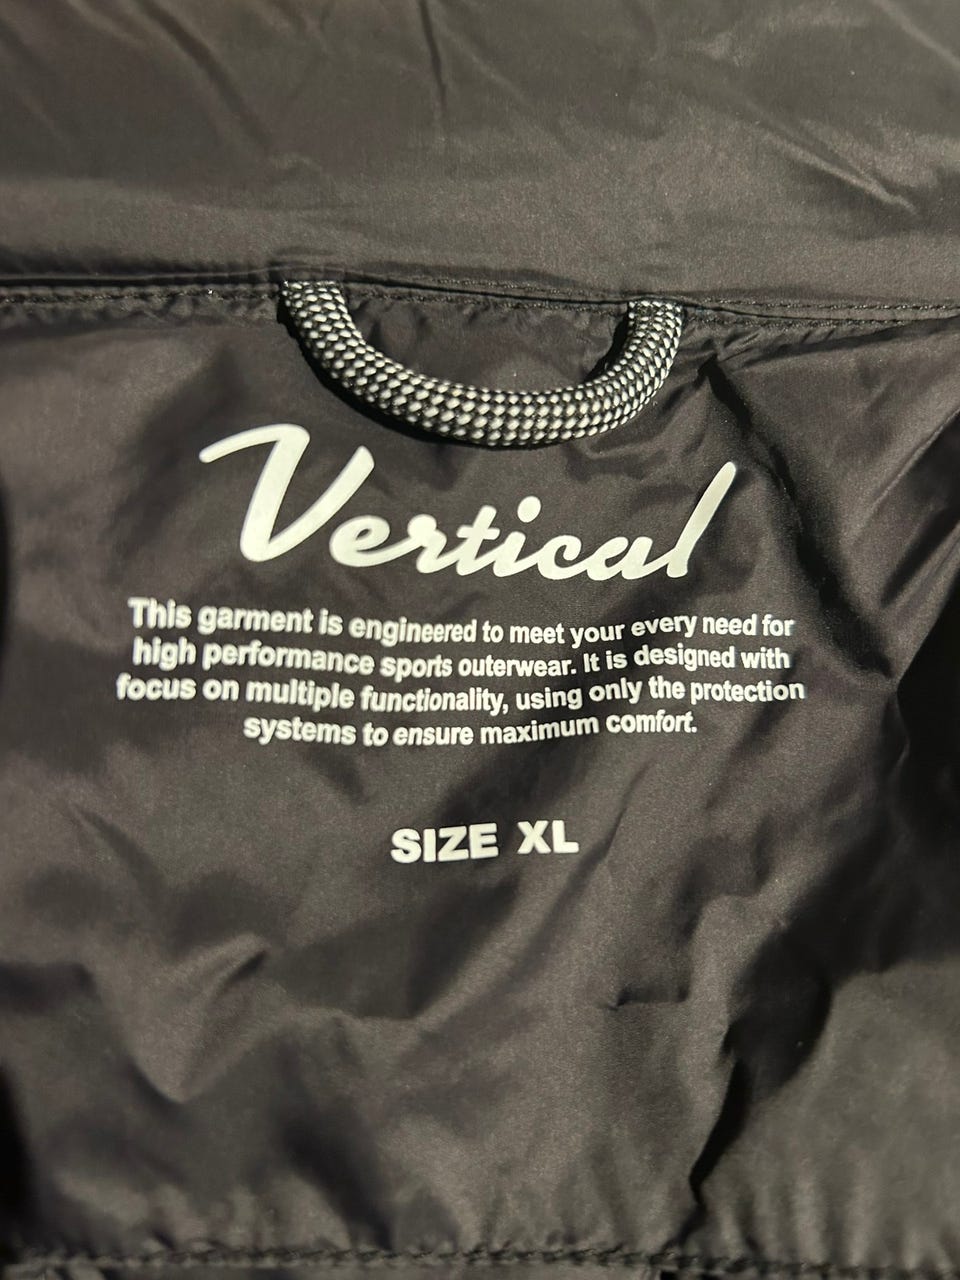 Vertical
This garment is engineered to meet your every need for
high performance sports outerwear. It is designed with
focus on multiple functionality, using only the protection
systems to ensure maximum comfort.
SIZE XL